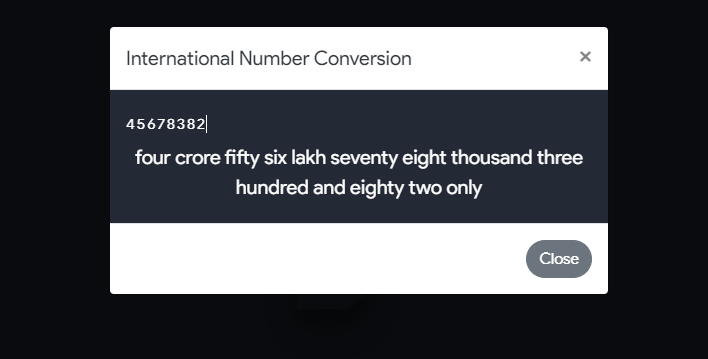 International Number Conversion ×
45678382
four crore fifty six lakh seventy eight thousand three
hundred and eighty two only
Close